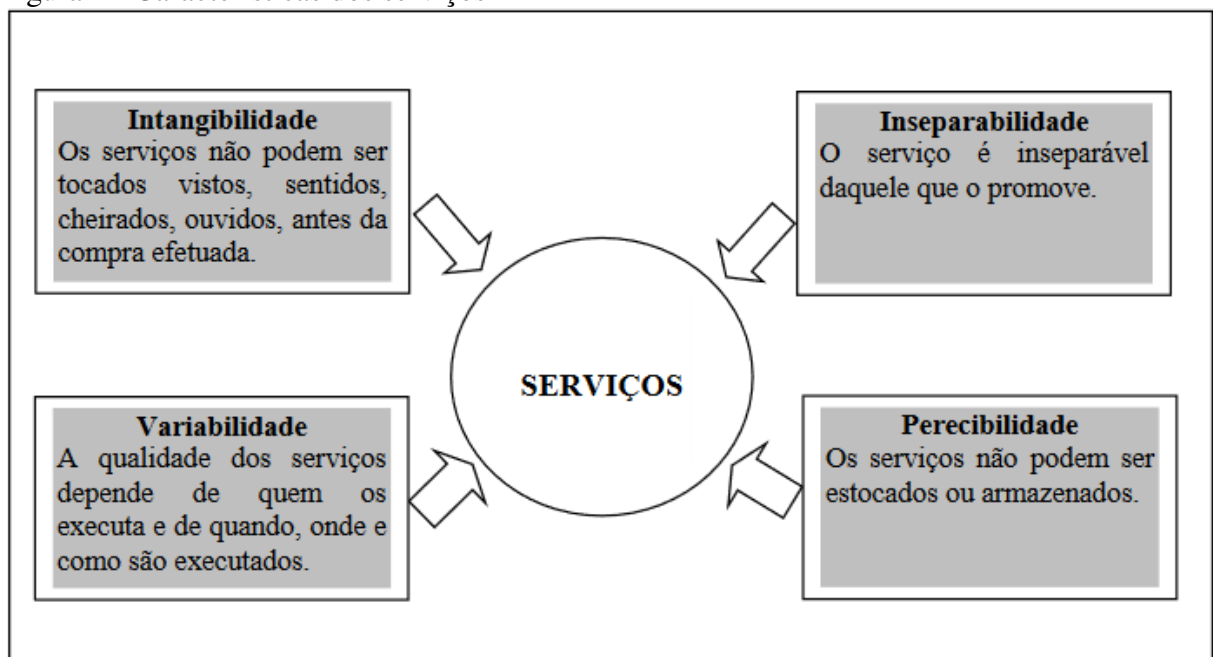 Intangibilidade
Os serviços não podem ser
tocados vistos, sentidos,
cheirados, ouvidos, antes da
compra efetuada.
Inseparabilidade
O serviço é inseparável
daquele que o promove.
SERVIÇOS
Variabilidade
A qualidade dos serviços
depende de quem os
executa e de quando, onde e
como são executados.
Perecibilidade
Os serviços não podem ser
estocados ou armazenados.